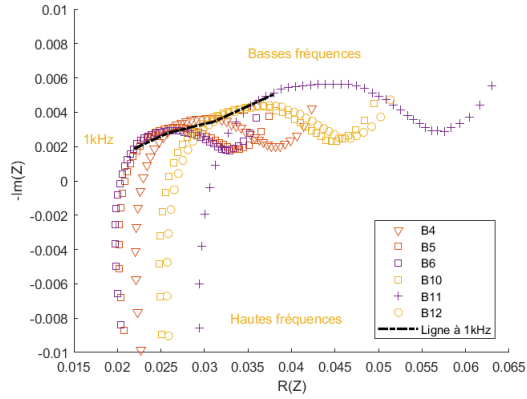 0.01
0.008
0.006
0.004
0.002
0
-0.002
-0.004
-0.006
-0.008
-0.01
-Im(Z)
Basses fréquences
1kHz
Hautes fréquences
B4
B5
B6
B10
B11
B12
Ligne à 1kHz
0.015 0.02 0.025 0.03 0.035 0.04 0.045 0.05 0.055 0.06 0.065
R(Z)